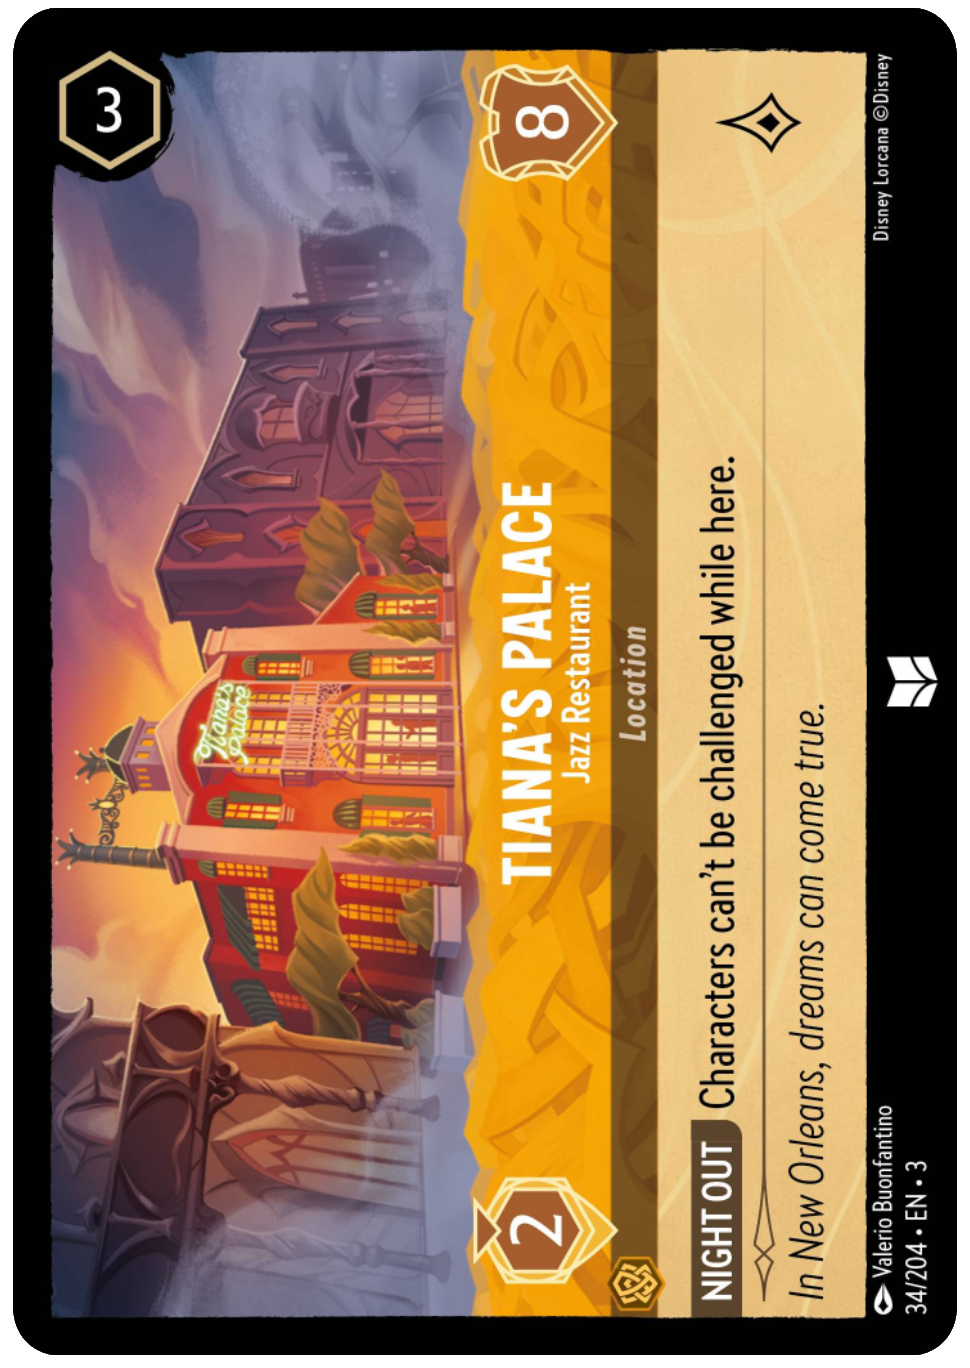 3
Tiana's
Palace
2
TIANA'S PALACE
8
Jazz Restaurant
Location
NIGHT OUT Characters can't be challenged while here.
In New Orleans, dreams can come true.
Valerio Buonfantino
Disney Lorcana ©Disney
34/204 • EN • 3